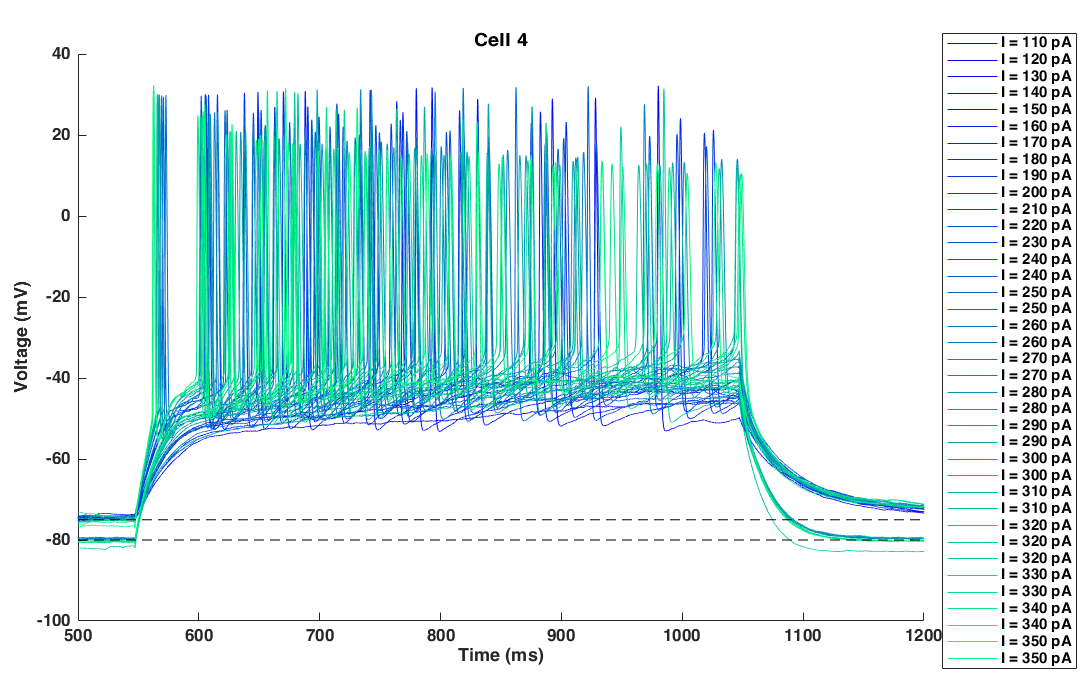 Cell 4
40
20
0
-20
-40
-60
-80
-100
Voltage (mV)
500 600 700 800 900 1000 1100 1200
Time (ms)
I = 110 pA
I = 120 pA
I = 130 pA
I = 140 pA
I = 150 pA
I = 160 pA
I = 170 pA
I = 180 pA
I = 190 pA
I = 200 pA
I = 210 pA
I = 220 pA
I = 230 pA
I = 240 pA
I = 240 pA
I = 250 pA
I = 250 pA
I = 260 pA
I = 260 pA
I = 270 pA
I = 270 pA
I = 280 pA
I = 280 pA
I = 290 pA
I = 290 pA
I = 300 pA
I = 300 pA
I = 310 pA
I = 310 pA
I = 320 pA
I = 320 pA
I = 320 pA
I = 330 pA
I = 330 pA
I = 340 pA
I = 340 pA
I = 350 pA
I = 350 pA